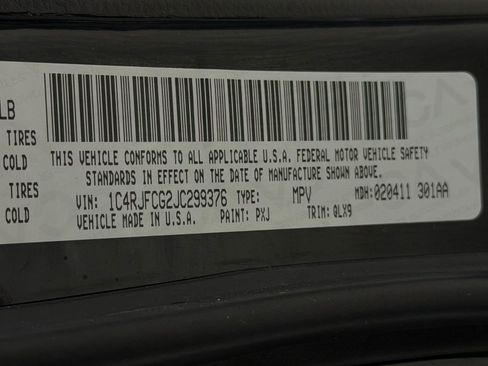 LB
TIRES
COLD
TIRES
COLD
THIS VEHICLE CONFORMS TO ALL APPLICABLE U.S.A. FEDERAL MOTOR VEHICLE SAFETY
STANDARDS IN EFFECT ON THE DATE OF MANUFACTURE SHOWN ABOVE.
VIN: 1C4RJFCG2JC299376 TYPE: MPV MDH: 020411 301AA
VEHICLE MADE IN U.S.A. PAINT: PXJ TRIM: QLX9